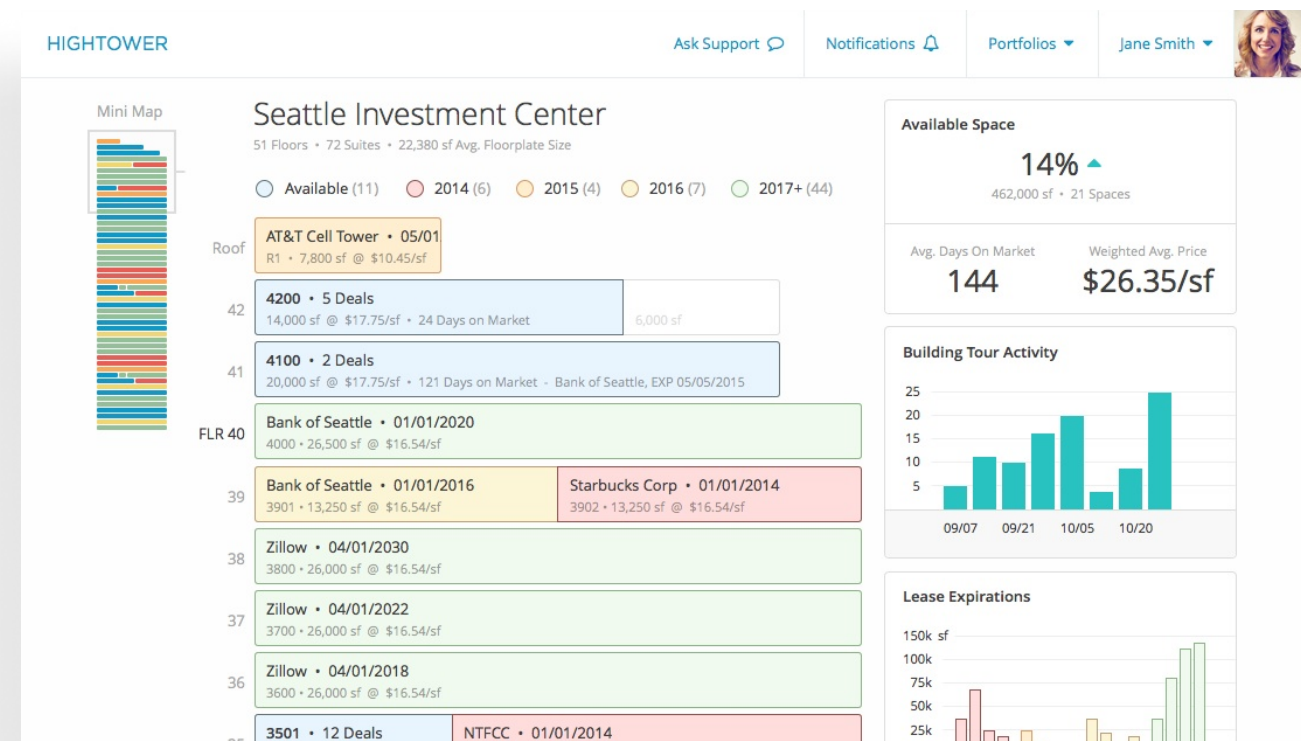 HIGHTOWER
Ask Support
Notifications
Portfolios
Jane Smith
Mini Map
Seattle Investment Center
51 Floors • 72 Suites • 22,380 sf Avg. Floorplate Size
Available (11)
2014 (6)
2015 (4)
2016 (7)
2017+ (44)
Roof
AT&T Cell Tower • 05/01
R1 • 7,800 sf @ $10.45/sf
42
4200 • 5 Deals
14,000 sf @ $17.75/sf • 24 Days on Market
6,000 sf
41
4100 • 2 Deals
20,000 sf @ $17.75/sf • 121 Days on Market - Bank of Seattle, EXP 05/05/2015
FLR 40
Bank of Seattle • 01/01/2020
4000 • 26,500 sf @ $16.54/sf
39
Bank of Seattle • 01/01/2016
3901 • 13,250 sf @ $16.54/sf
Starbucks Corp • 01/01/2014
3902 • 13,250 sf @ $16.54/sf
38
Zillow • 04/01/2030
3800 • 26,000 sf @ $16.54/sf
37
Zillow • 04/01/2022
3700 • 26,000 sf @ $16.54/sf
36
Zillow • 04/01/2018
3600 • 26,000 sf @ $16.54/sf
3501 • 12 Deals
NTFCC • 01/01/2014
Available Space
14%
462,000 sf • 21 Spaces
Avg. Days On Market
144
Weighted Avg. Price
$26.35/sf
Building Tour Activity
25
20
15
10
5
09/07 09/21 10/05 10/20
Lease Expirations
150k sf
100k
75k
50k
25k